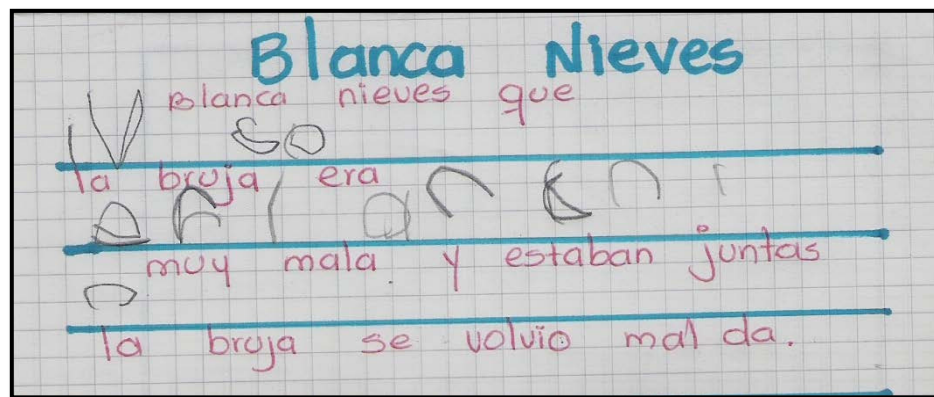 Blanca Nieves
Blanca nieves que
la bruja era
muy mala. y estaban juntas
la bruja se volvio mal da.